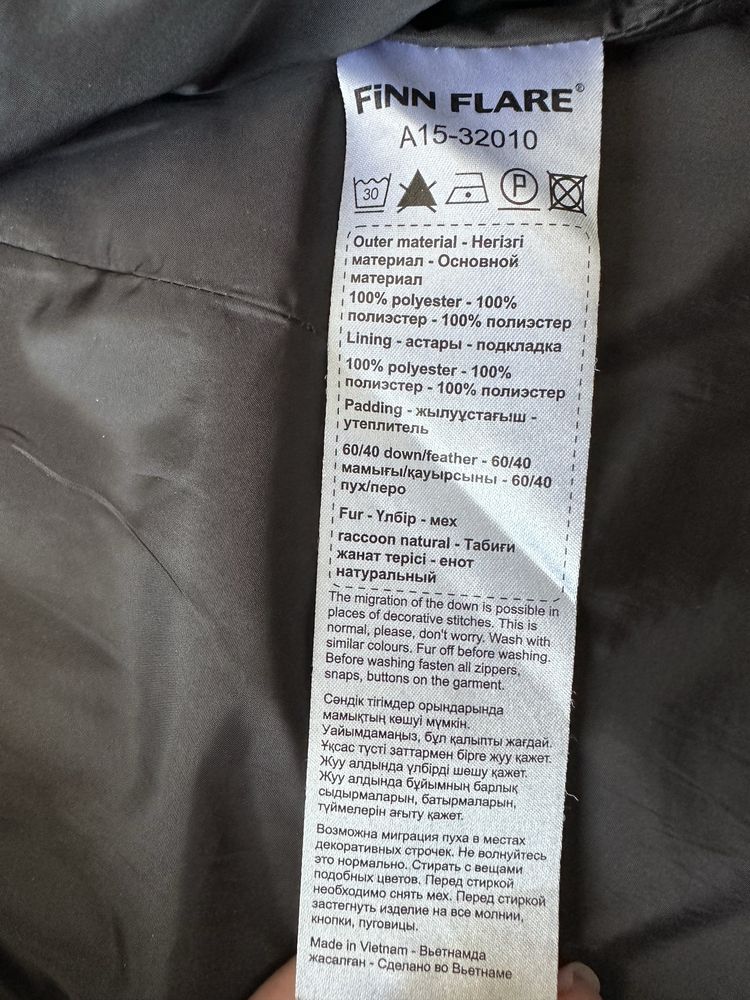 FiNN FLARE®
A15-32010
30 P
Outer material - Негізгі
материал - Основной
материал
100% polyester - 100%
полиэстер - 100% полиэстер
Lining - астары - подкладка
100% polyester - 100%
полиэстер - 100% полиэстер
Padding - жылуұстағыш -
утеплитель
60/40 down/feather - 60/40
мамығы/қауырсыны - 60/40
пух/перо
Fur - Үлбір - мех
raccoon natural - Табиғи
жанат терісі - енот
натуральный
The migration of the down is possible in
places of decorative stitches. This is
normal, please, don't worry. Wash with
similar colours. Fur off before washing.
Before washing fasten all zippers,
snaps, buttons on the garment.
Сәндік тігімдер орындарында
мамықтың көшуі мүмкін.
Уайымдамаңыз, бұл қалыпты жағдай.
Ұқсас түсті заттармен бірге жуу қажет.
Жуу алдында үлбірді шешу қажет.
Жуу алдында бұйымның барлық
сыдырмаларын, батырмаларын,
түймелерін ағыту қажет.
Возможна миграция пуха в местах
декоративных строчек. Не волнуйтесь
это нормально. Стирать с вещами
подобных цветов. Перед стиркой
необходимо снять мех. Перед стиркой
застегнуть изделие на все молнии,
кнопки, пуговицы.
Made in Vietnam - Вьетнамда
жасалған - Сделано во Вьетнаме